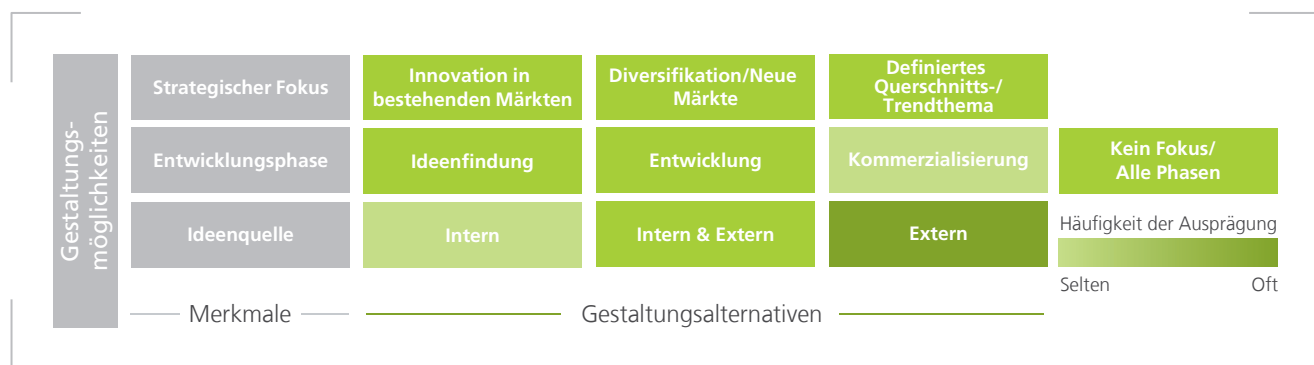 Gestaltungs-
möglichkeiten
Strategischer Fokus
Innovation in
bestehenden Märkten
Diversifikation/Neue
Märkte
Definiertes
Querschnitts-/
Trendthema
Entwicklungsphase
Ideenfindung
Entwicklung
Kommerzialisierung
Kein Fokus/
Alle Phasen
Ideenquelle
Intern
Intern & Extern
Extern
Häufigkeit der Ausprägung
Selten
Oft
Merkmale
Gestaltungsalternativen